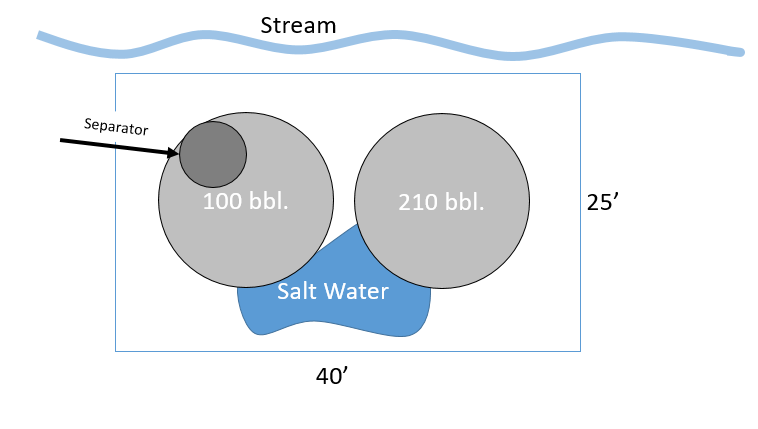 Stream
Separator
100 bbl.
210 bbl.
25’
Salt Water
40’